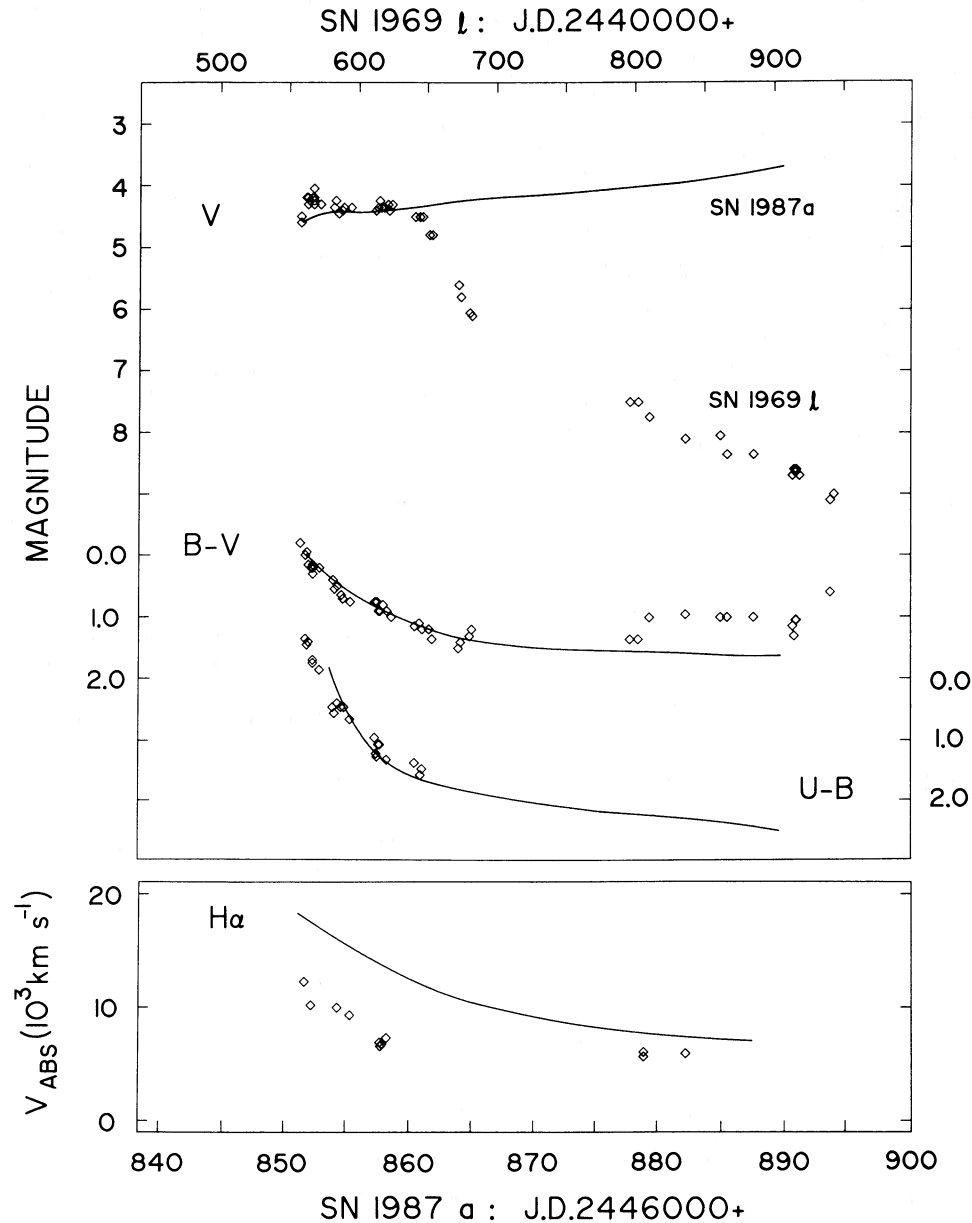 SN 1969 l : J.D.2440000+
500 600 700 800 900
3
4
V
SN 1987a
5
6
7
SN 1969 l
8
MAGNITUDE
B-V
0.0
1.0
2.0
0.0
1.0
U-B
2.0
20
Hα
10
V ABS (10³km s⁻¹)
0
840 850 860 870 880 890 900
SN 1987 a : J.D.2446000+